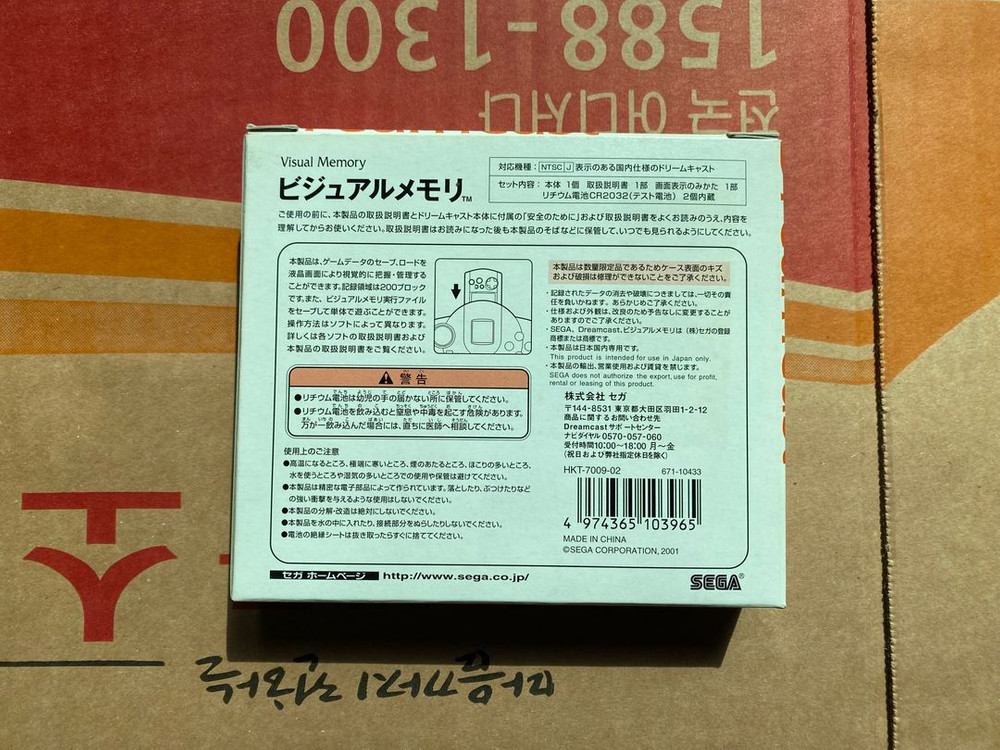 1588-1300
전국 어디서나
Visual Memory
ビジュアルメモリ™
対応機種：NTSC J 表示のある国内仕様のドリームキャスト
セット内容：本体 1個 取扱説明書 1部 画面表示のみかた 1部
リチウム電池CR2032(テスト電池) 2個内蔵
ご使用の前に、本製品の取扱説明書とドリームキャスト本体に付属の「安全のために」および取扱説明書をよくお読みのうえ、内容を
理解してからお使いください。取扱説明書はお読みになった後も本製品のそばなどに保管して、いつでも見られるようにしてください。
本製品は、ゲームデータのセーブ、ロードを
液晶画面により視覚的に把握・管理する
ことができます。記録領域は200ブロック
です。また、ビジュアルメモリ実行ファイル
をセーブして単体で遊ぶことができます。
操作方法はソフトによって異なります。
詳しくは各ソフトの取扱説明書および
本製品の取扱説明書をご覧ください。
警告
●リチウム電池は幼児の手の届かない所に保管してください。
●リチウム電池を飲み込むと窒息や中毒を起こす危険があります。
万が一飲み込んだ場合には、直ちに医師へ相談してください。
使用上のご注意
●高温になるところ、極端に寒いところ、煙のあたるところ、ほこりの多いところ、
水を使うところや湿気の多いところでの使用や保管は避けてください。
●本製品は精密な電子部品によって作られています。落としたり、ぶつけたりなど
の強い衝撃を与えるような使用はしないでください。
●本製品の分解・改造は絶対にしないでください。
●本製品を水の中に入れたり、接続部分をぬらしたりしないでください。
●電池の絶縁シートは抜き取ったらすぐに捨ててください。
本製品は数量限定品であるためケース表面のキズ
および破損は修理ができないことをご了承ください。
・記録されたデータの消去や破壊につきましては、一切その責
任を負いかねます。あらかじめご了承ください。
・仕様および外観は、改良のため予告なしに変更することが
ありますのでご了承ください。
・SEGA、Dreamcast、ビジュアルメモリは(株)セガの登録
商標または商標です。
・本製品は日本国内専用です。
This product is intended for use in Japan only.
・本製品の輸出、営業使用および賃貸を禁じます。
SEGA does not authorize the export, use for profit,
rental or leasing of this product.
株式会社 セガ
〒144-8531 東京都大田区羽田1-2-12
商品に関するお問い合わせ先
Dreamcastサポートセンター
ナビダイヤル 0570-057-060
受付時間10:00〜18:00 月〜金
(祝日および弊社指定休日を除く)
HKT-7009-02 671-10433
4 974365 103965
MADE IN CHINA
©SEGA CORPORATION, 2001
セガ ホームページ http://www.sega.co.jp/
SEGA®
마음까지 전하는